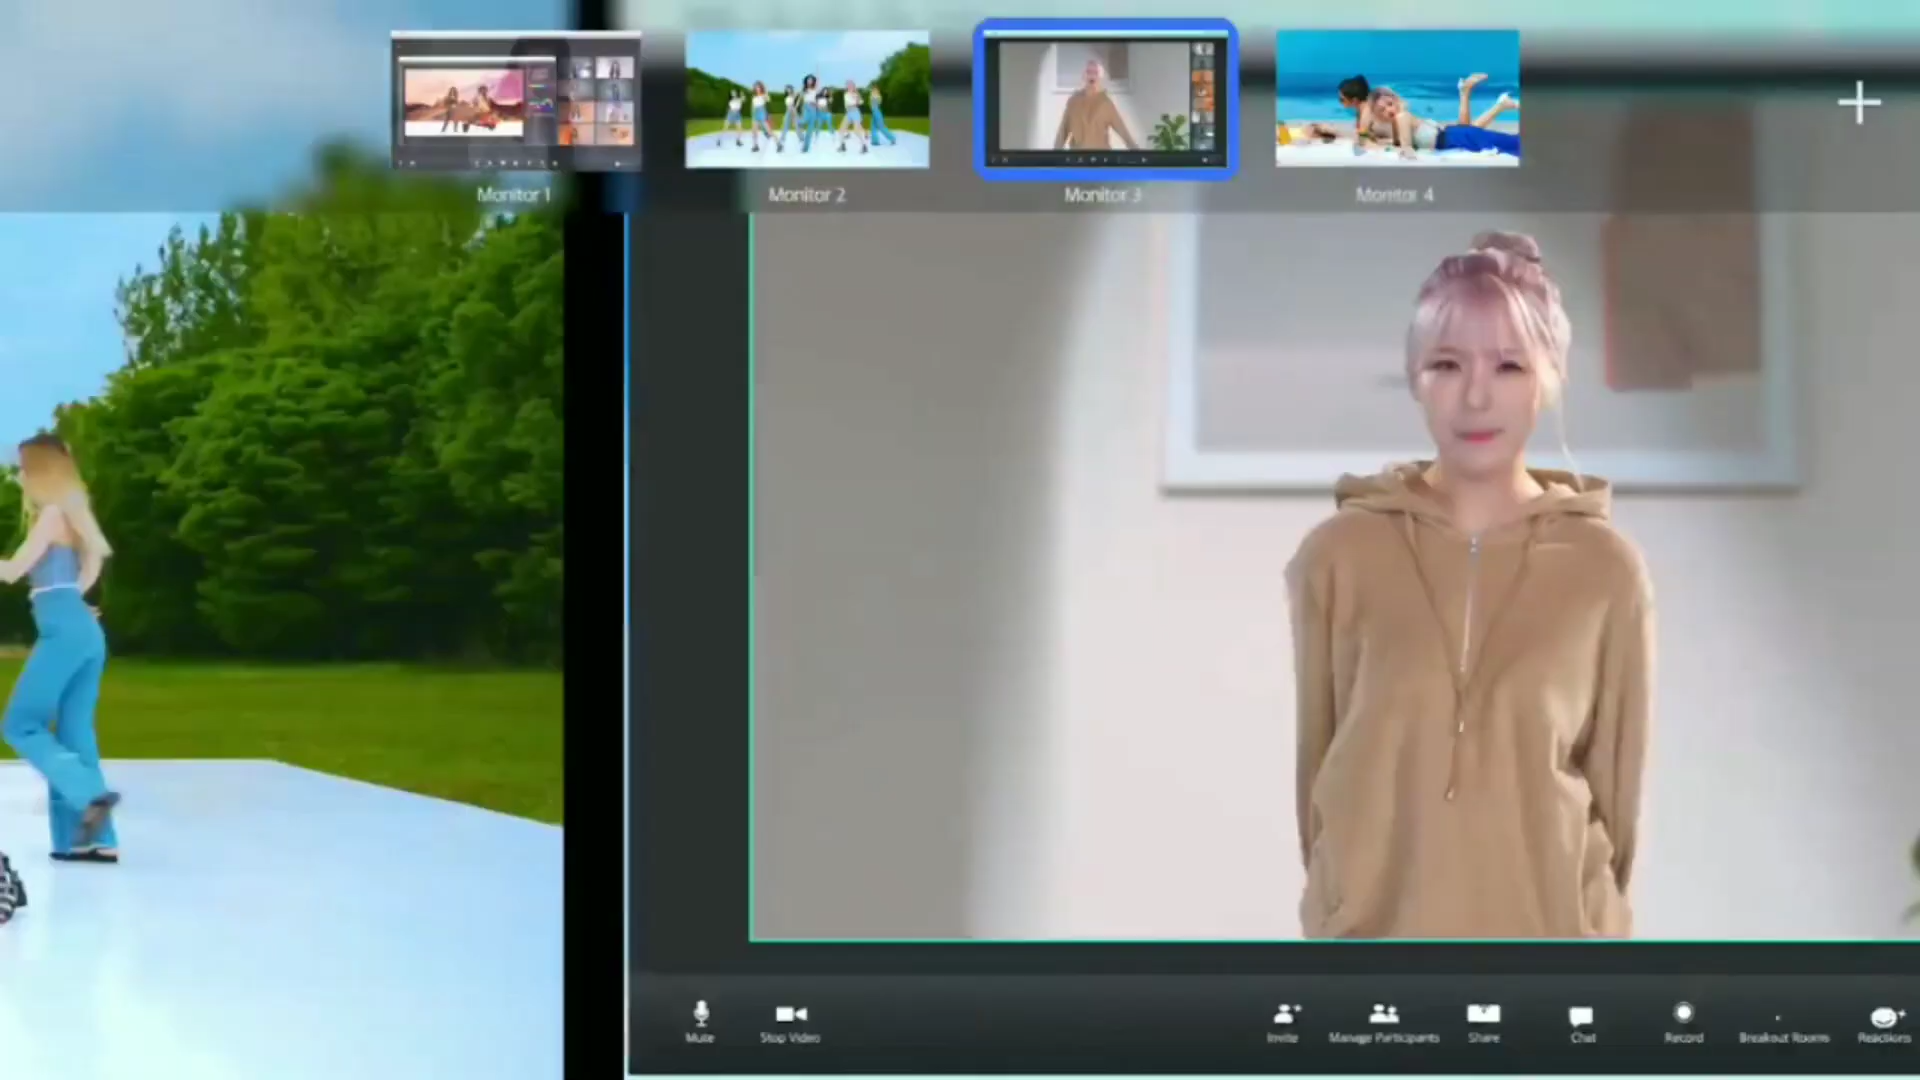 Monitor 1
Monitor 2
Monitor 3
Monitor 4
Mute
Stop Video
Invite
Manage Participants
Share
Chat
Record
Breakout Rooms
Reactions